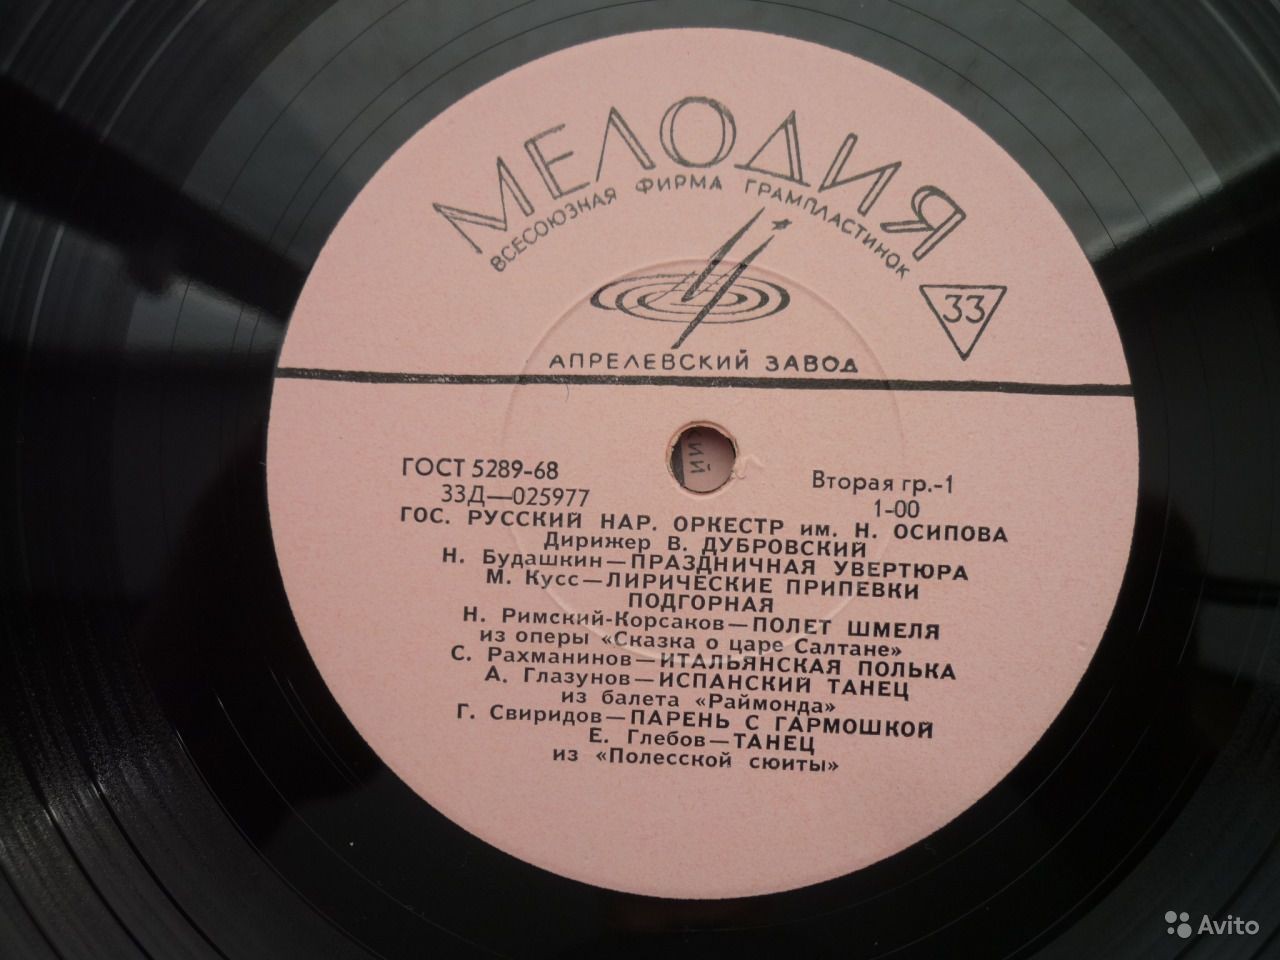 МЕЛОДИЯ
ВСЕСОЮЗНАЯ ФИРМА ГРАМПЛАСТИНОК
33
АПРЕЛЕВСКИЙ ЗАВОД
ГОСТ 5289-68
Вторая гр.-1
33Д—025977
1-00
ГОС. РУССКИЙ НАР. ОРКЕСТР им. Н. ОСИПОВА
Дирижер В. ДУБРОВСКИЙ
Н. Будашкин—ПРАЗДНИЧНАЯ УВЕРТЮРА
М. Кусс—ЛИРИЧЕСКИЕ ПРИПЕВКИ
ПОДГОРНАЯ
Н. Римский-Корсаков—ПОЛЕТ ШМЕЛЯ
из оперы «Сказка о царе Салтане»
С. Рахманинов—ИТАЛЬЯНСКАЯ ПОЛЬКА
А. Глазунов—ИСПАНСКИЙ ТАНЕЦ
из балета «Раймонда»
Г. Свиридов—ПАРЕНЬ С ГАРМОШКОЙ
Е. Глебов—ТАНЕЦ
из «Полесской сюиты»
Avito